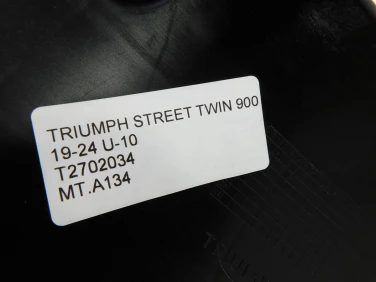 TRIUMPH STREET TWIN 900
19-24 U-10
T2702034
MT.A134